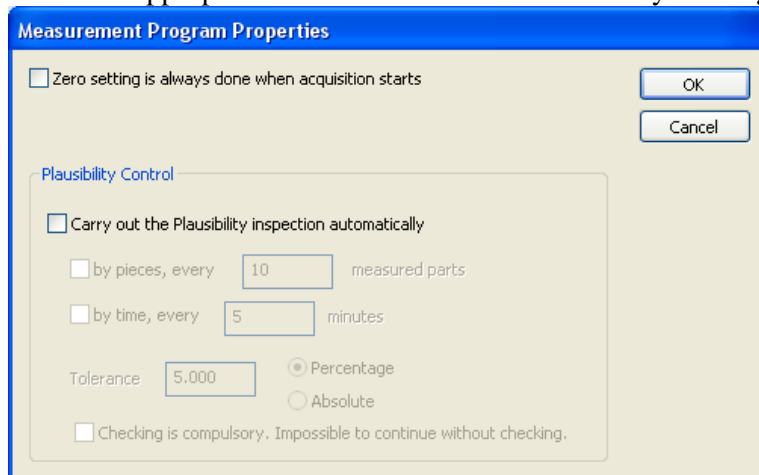 Measurement Program Properties
Zero setting is always done when acquisition starts
OK
Cancel
Plausibility Control
Carry out the Plausibility inspection automatically
by pieces, every 10 measured parts
by time, every 5 minutes
Tolerance 5.000 Percentage
Absolute
Checking is compulsory. Impossible to continue without checking.